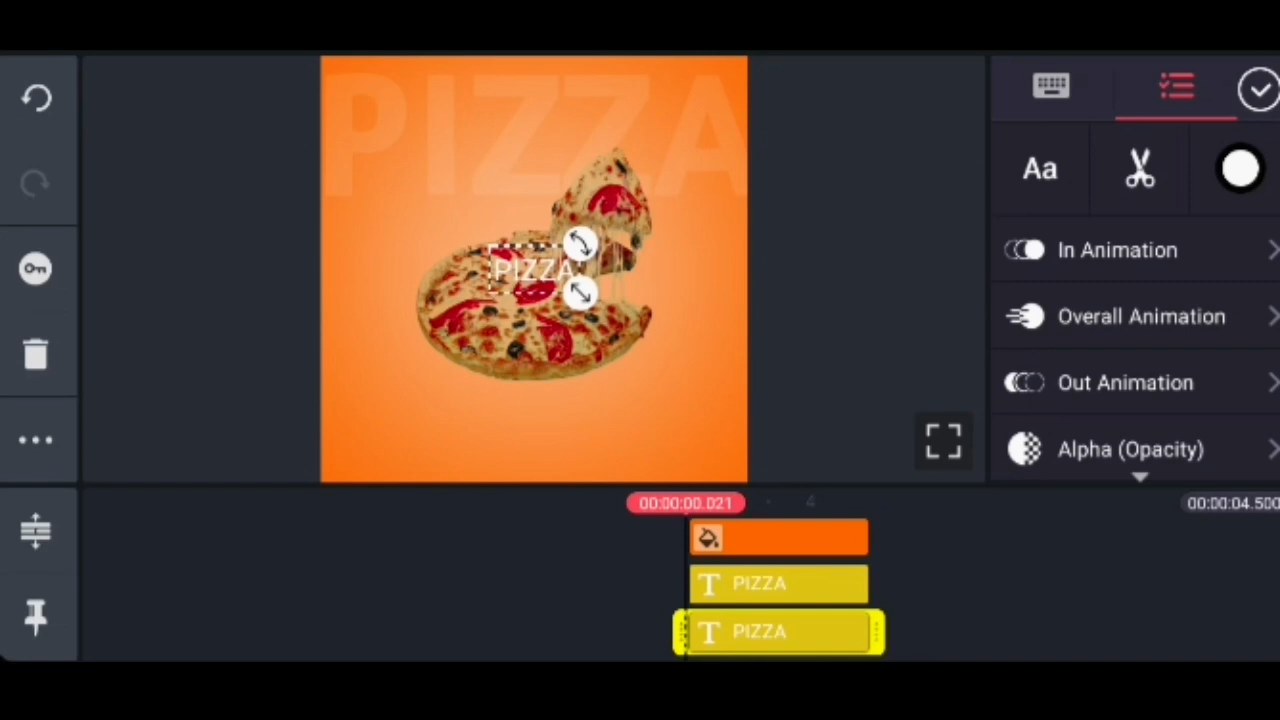 PIZZA
PIZZA
Aa
In Animation
Overall Animation
Out Animation
Alpha (Opacity)
00:00:00.021
4
00:00:04.500
T PIZZA
T PIZZA